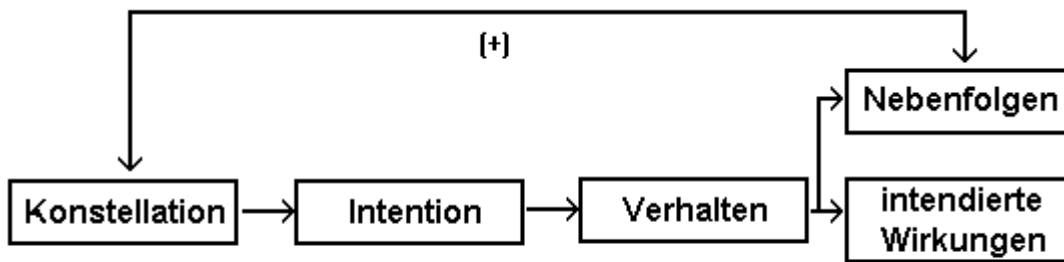 (+)
Nebenfolgen
Konstellation
Intention
Verhalten
intendierte
Wirkungen